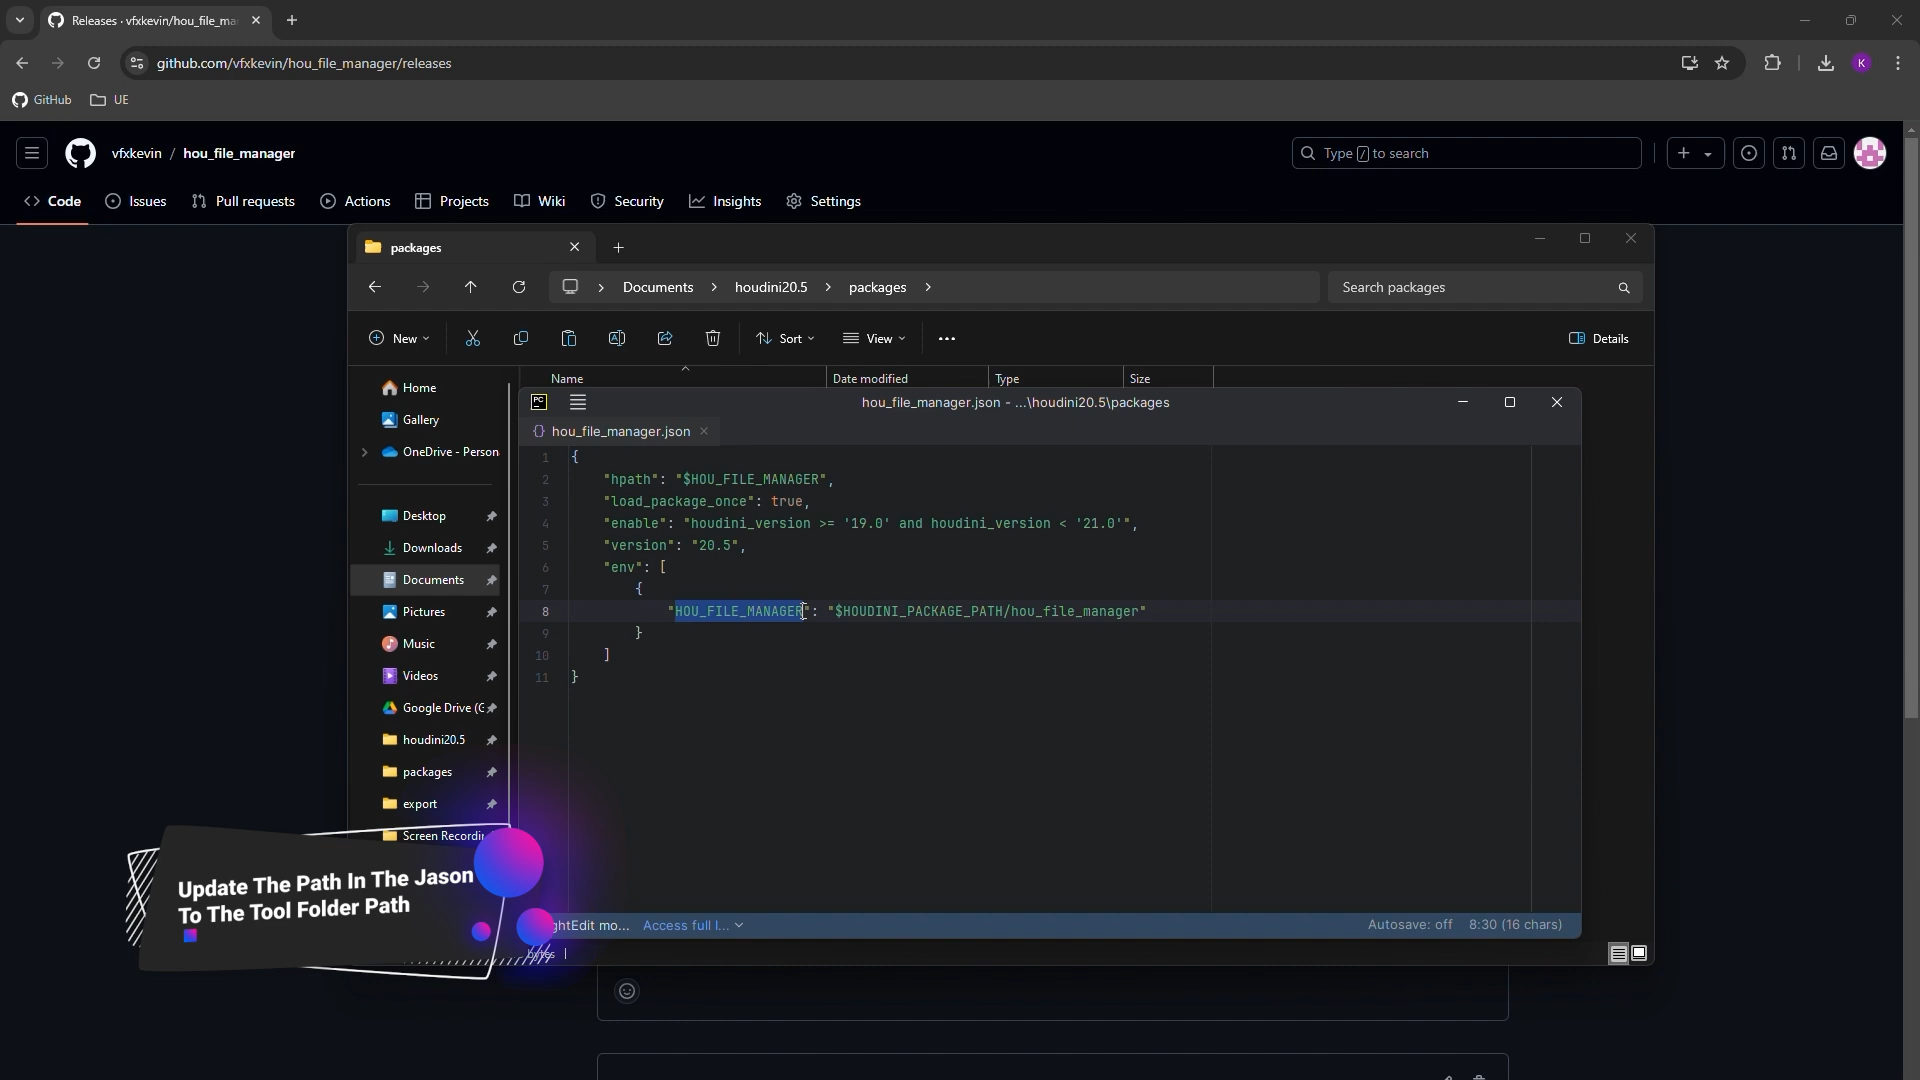 Releases · vfxkevin/hou_file_ma
github.com/vfxkevin/hou_file_manager/releases
K
GitHub
UE
vfxkevin / hou_file_manager
Type / to search
Code
Issues
Pull requests
Actions
Projects
Wiki
Security
Insights
Settings
packages
Documents > houdini20.5 > packages >
Search packages
New
Sort
View
Details
Name
Date modified
Type
Size
Home
Gallery
OneDrive - Person
Desktop
Downloads
Documents
Pictures
Music
Videos
Google Drive (G
houdini20.5
packages
export
Screen Recordin
PC
hou_file_manager.json - ...\houdini20.5\packages
{} hou_file_manager.json
1 {
2 "hpath": "$HOU_FILE_MANAGER",
3 "load_package_once": true,
4 "enable": "houdini_version >= '19.0' and houdini_version < '21.0'",
5 "version": "20.5",
6 "env": [
7 {
8 "HOU_FILE_MANAGER": "$HOUDINI_PACKAGE_PATH/hou_file_manager"
9 }
10 ]
11 }
Update The Path In The Jason
To The Tool Folder Path
ghtEdit mo...
Access full I...
Autosave: off
8:30 (16 chars)
bytes